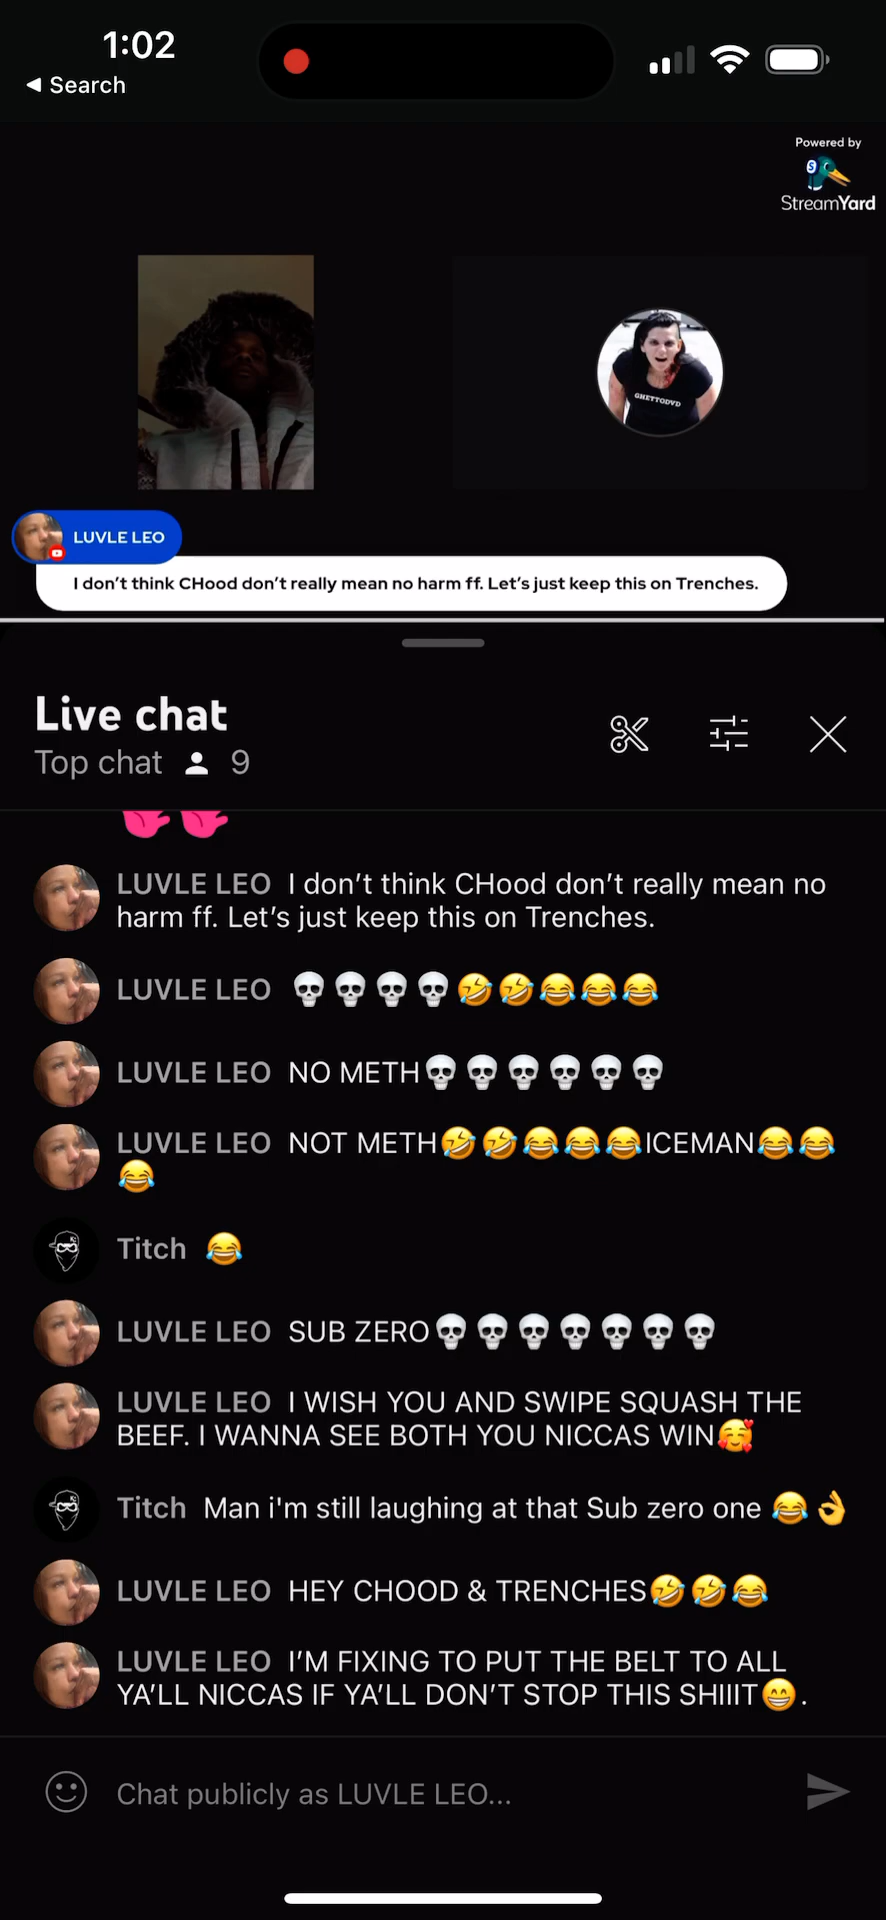 1:02
◀ Search
Powered by
StreamYard
GHETTODVD
LUVLE LEO
I don't think CHood don't really mean no harm ff. Let's just keep this on Trenches.
Live chat
Top chat 9
LUVLE LEO I don't think CHood don't really mean no
harm ff. Let's just keep this on Trenches.
LUVLE LEO 💀💀💀💀🤣🤣😂😂😂
LUVLE LEO NO METH💀💀💀💀💀💀
LUVLE LEO NOT METH🤣🤣😂😂😂ICEMAN😂😂
😂
Titch 😂
LUVLE LEO SUB ZERO💀💀💀💀💀💀💀
LUVLE LEO I WISH YOU AND SWIPE SQUASH THE
BEEF. I WANNA SEE BOTH YOU NICCAS WIN🥰
Titch Man i'm still laughing at that Sub zero one 😂👌
LUVLE LEO HEY CHOOD & TRENCHES🤣🤣😂
LUVLE LEO I'M FIXING TO PUT THE BELT TO ALL
YA'LL NICCAS IF YA'LL DON'T STOP THIS SHIIIT😁.
Chat publicly as LUVLE LEO...